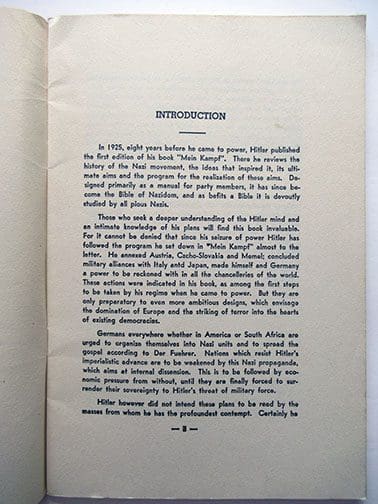 INTRODUCTION
In 1925, eight years before he came to power, Hitler published
the first edition of his book "Mein Kampf". There he reviews the
history of the Nazi movement, the ideas that inspired it, its ulti-
mate aims and the program for the realization of these aims. De-
signed primarily as a manual for party members, it has since be-
come the Bible of Nazidom, and as befits a Bible it is devoutly
studied by all pious Nazis.
Those who seek a deeper understanding of the Hitler mind and
an intimate knowledge of his plans will find this book invaluable.
For it cannot be denied that since his seizure of power Hitler has
followed the program he set down in "Mein Kampf" almost to the
letter. He annexed Austria, Czcho-Slovakia and Memel; concluded
military alliances with Italy antd Japan, made himself and Germany
a power to be reckoned with in all the chancelleries of the world.
These actions were indicated in his book, as among the first steps
to be taken by his regime when he came to power. But they are
only preparatory to even more ambitious designs, which envisage
the domination of Europe and the striking of terror into the hearts
of existing democracies.
Germans everywhere whether in America or South Africa are
urged to organize themselves into Nazi units and to spread the
gospel according to Der Fuehrer. Nations which resist Hitler's
imperialistic advance are to be weakened by this Nazi propaganda,
which aims at internal dissension. This is to be followed by eco-
nomic pressure from without, until they are finally forced to sur-
render their sovereignty to Hitler's threat of military force.
Hitler however did not intend these plans to be read by the
masses from whom he has the profoundest contempt. Certainly he
— 3 —